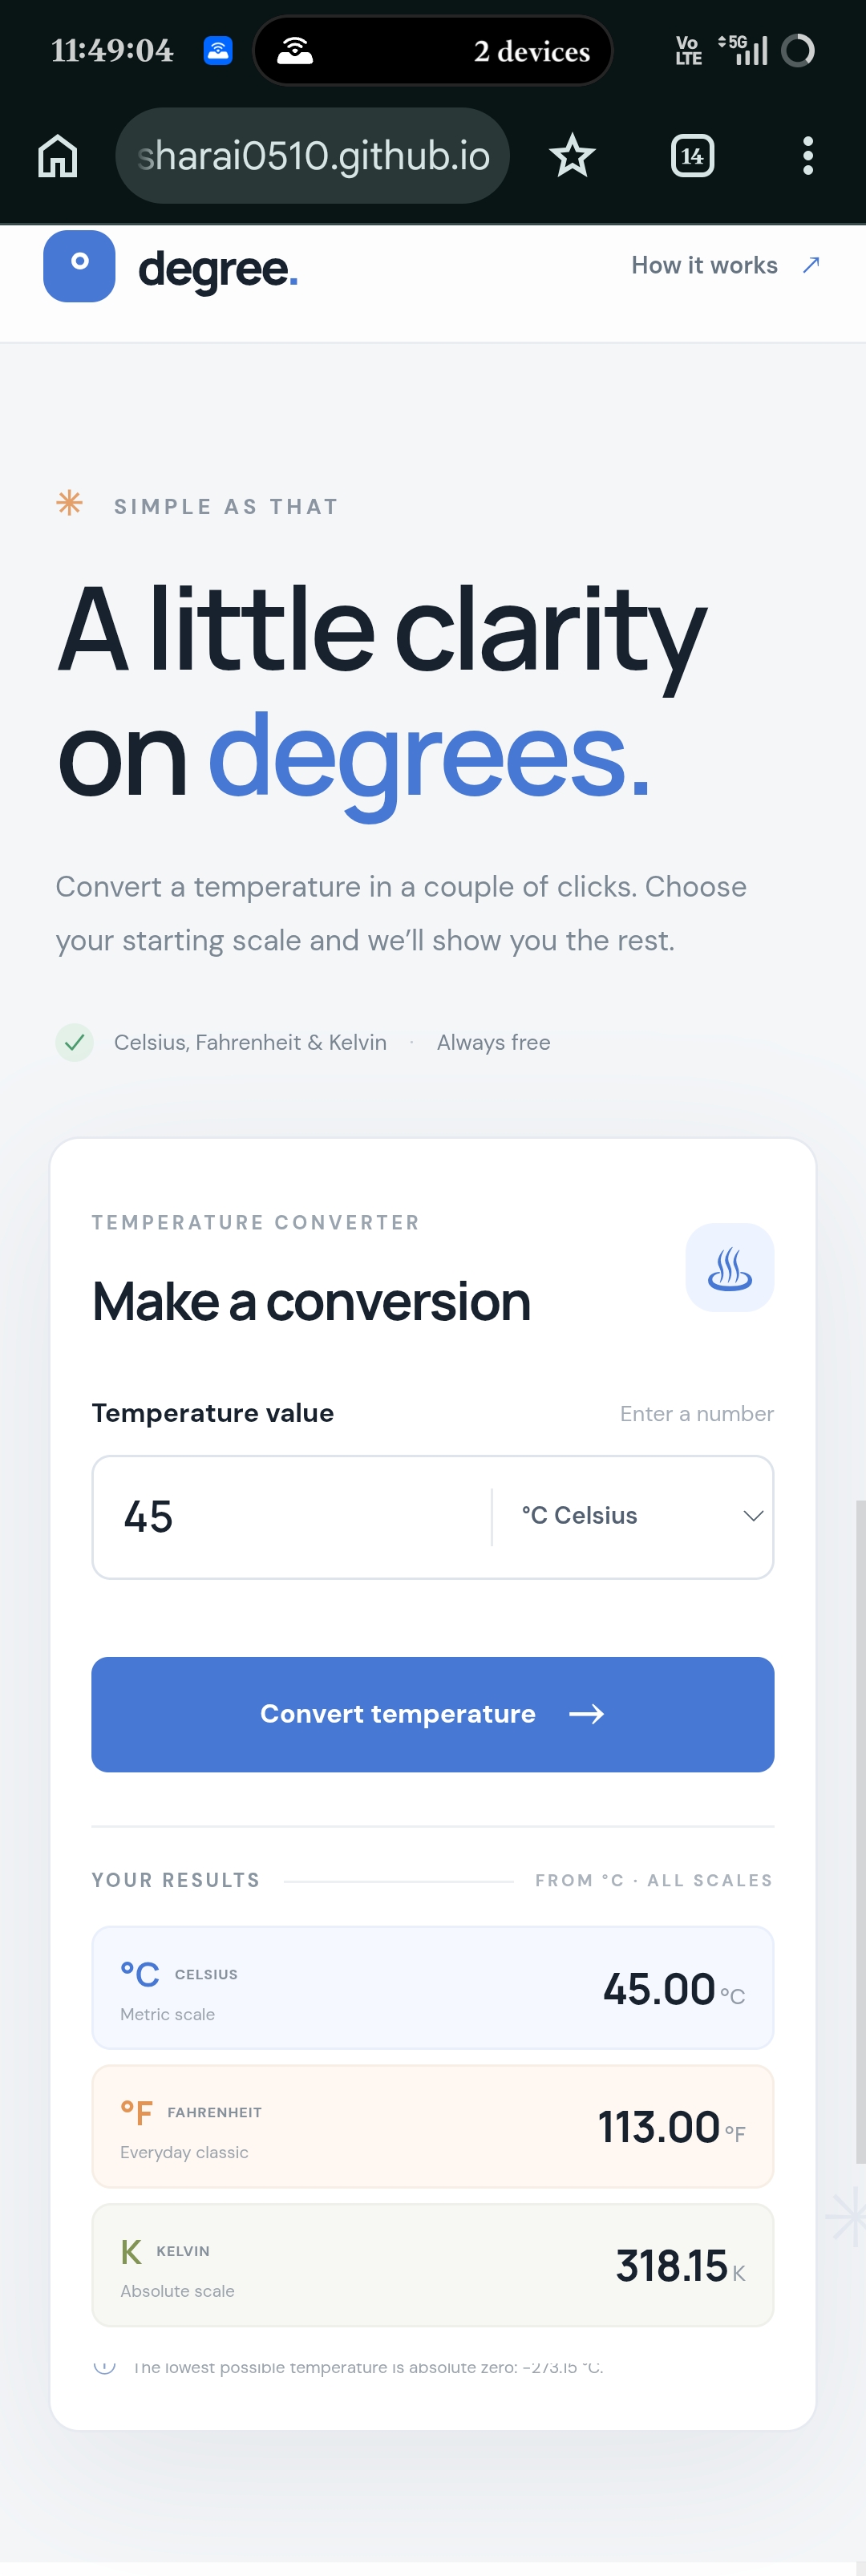 11:49:04
2 devices
Vo LTE
5G
sharai0510.github.io
14
degree.
How it works ↗
SIMPLE AS THAT
A little clarity
on degrees.
Convert a temperature in a couple of clicks. Choose
your starting scale and we’ll show you the rest.
Celsius, Fahrenheit & Kelvin · Always free
TEMPERATURE CONVERTER
Make a conversion
Temperature value
Enter a number
45
°C Celsius
Convert temperature →
YOUR RESULTS
FROM °C · ALL SCALES
°C CELSIUS
Metric scale
45.00 °C
°F FAHRENHEIT
Everyday classic
113.00 °F
K KELVIN
Absolute scale
318.15 K
The lowest possible temperature is absolute zero: -273.15 °C.